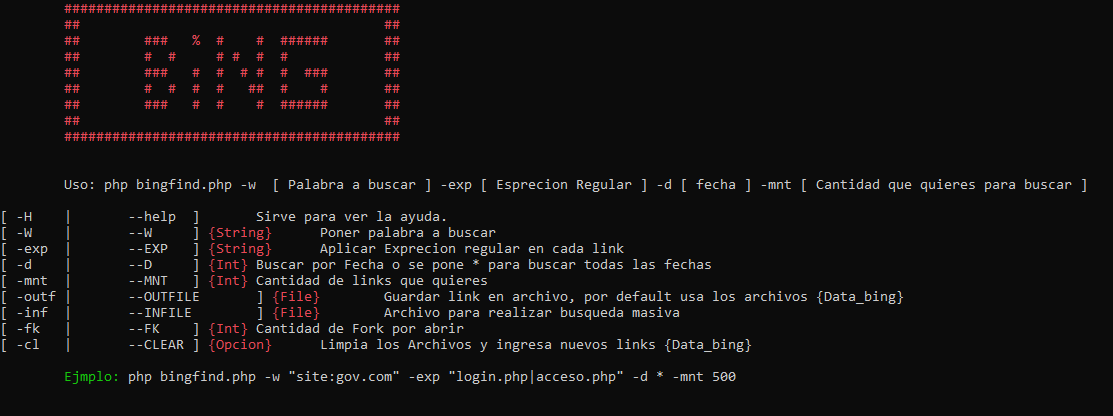 ##########################################
##                                      ##
##        ###   %  #    #  ######       ##
##        #  #     # #  #  #            ##
##        ###   #  #  # #  #  ###       ##
##        #  #  #  #   ##  #    #       ##
##        ###   #  #    #  ######       ##
##                                      ##
##########################################
Uso: php bingfind.php -w  [ Palabra a buscar ] -exp [ Esprecion Regular ] -d [ fecha ] -mnt [ Cantidad que quieres para buscar ]
[ -H    |       --help  ]       Sirve para ver la ayuda.
[ -W    |       --W     ] {String}      Poner palabra a buscar
[ -exp  |       --EXP   ] {String}      Aplicar Exprecion regular en cada link
[ -d    |       --D     ] {Int} Buscar por Fecha o se pone * para buscar todas las fechas
[ -mnt  |       --MNT   ] {Int} Cantidad de links que quieres
[ -outf |       --OUTFILE       ] {File}        Guardar link en archivo, por default usa los archivos {Data_bing}
[ -inf  |       --INFILE        ] {File}        Archivo para realizar busqueda masiva
[ -fk   |       --FK    ] {Int} Cantidad de Fork por abrir
[ -cl   |       --CLEAR ] {Opcion}      Limpia los Archivos y ingresa nuevos links {Data_bing}
Ejmplo: php bingfind.php -w "site:gov.com" -exp "login.php|acceso.php" -d * -mnt 500